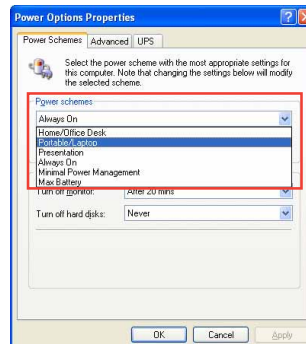 Power Options Properties
Power Schemes Advanced UPS
Select the power scheme with the most appropriate settings for
this computer. Note that changing the settings below will modify
the selected scheme.
Power schemes
Always On
Home/Office Desk
Portable/Laptop
Presentation
Always On
Minimal Power Management
Max Battery
Turn off monitor: After 20 mins
Turn off hard disks: Never
OK Cancel Apply